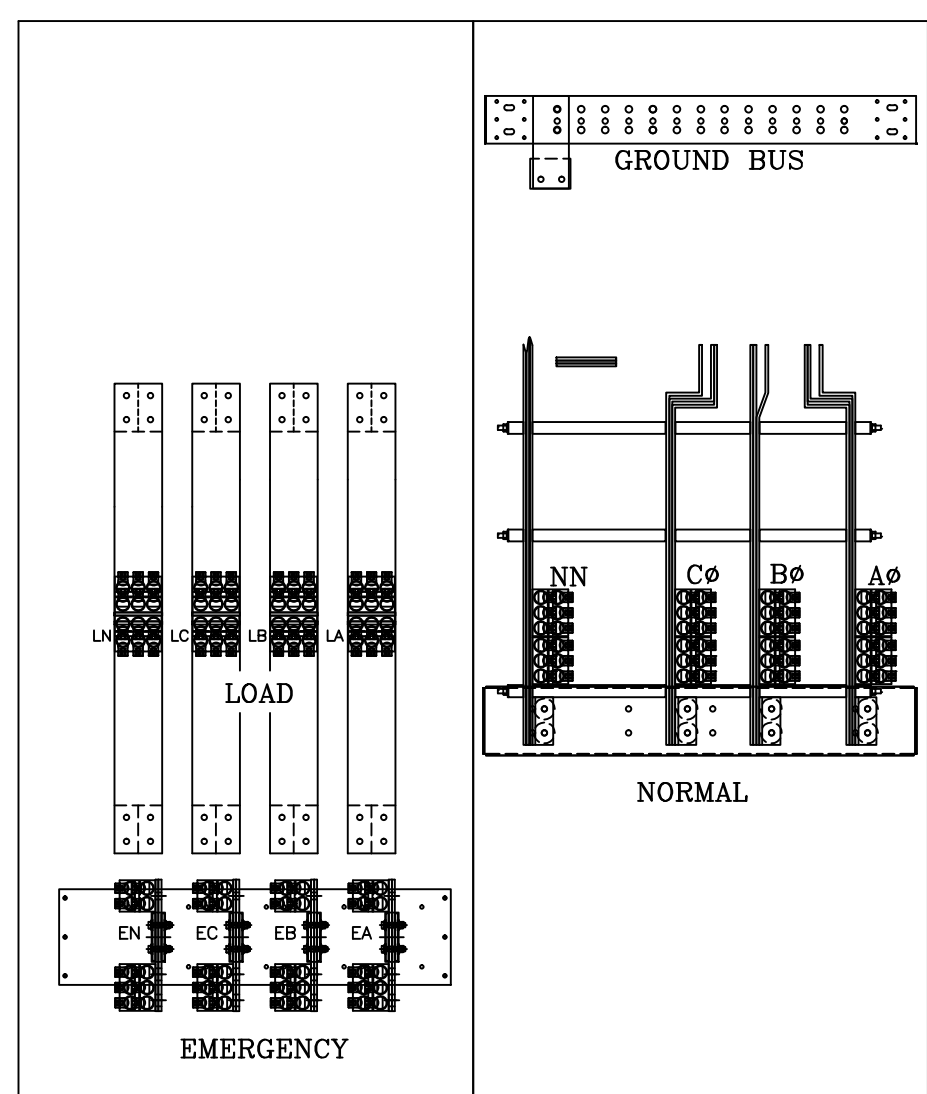 GROUND BUS
NN CØ BØ AØ
LN LC LB LA
LOAD
NORMAL
EN EC EB EA
EMERGENCY